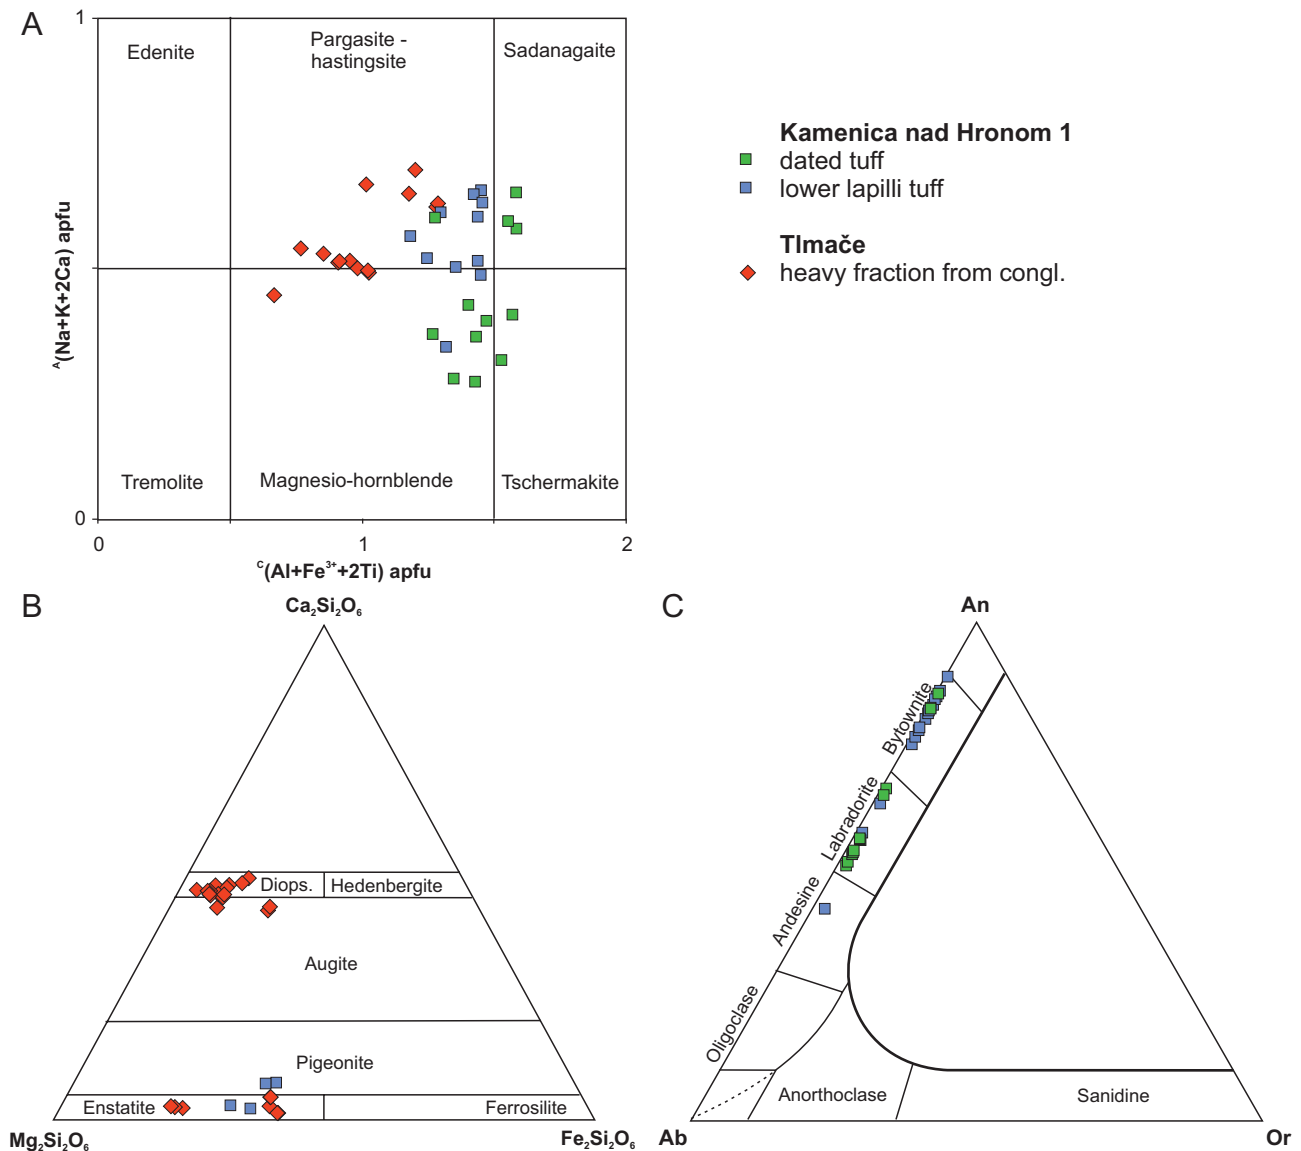 A
1
Edenite
Pargasite -
hastingsite
Sadanagaite
Kamenica nad Hronom 1
dated tuff
lower lapilli tuff
Tlmače
heavy fraction from congl.
ᴬ(Na+K+2Ca) apfu
Tremolite
Magnesio-hornblende
Tschermakite
0
0
1
2
ᶜ(Al+Fe³⁺+2Ti) apfu
B
Ca₂Si₂O₆
Diops.
Hedenbergite
Augite
Pigeonite
Enstatite
Ferrosilite
Mg₂Si₂O₆
Fe₂Si₂O₆
C
An
Bytownite
Labradorite
Andesine
Oligoclase
Anorthoclase
Sanidine
Ab
Or